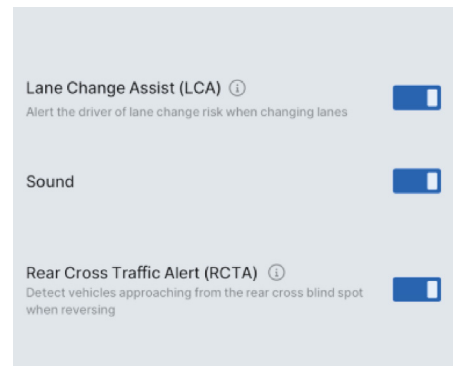 Lane Change Assist (LCA)
Alert the driver of lane change risk when changing lanes
Sound
Rear Cross Traffic Alert (RCTA)
Detect vehicles approaching from the rear cross blind spot
when reversing